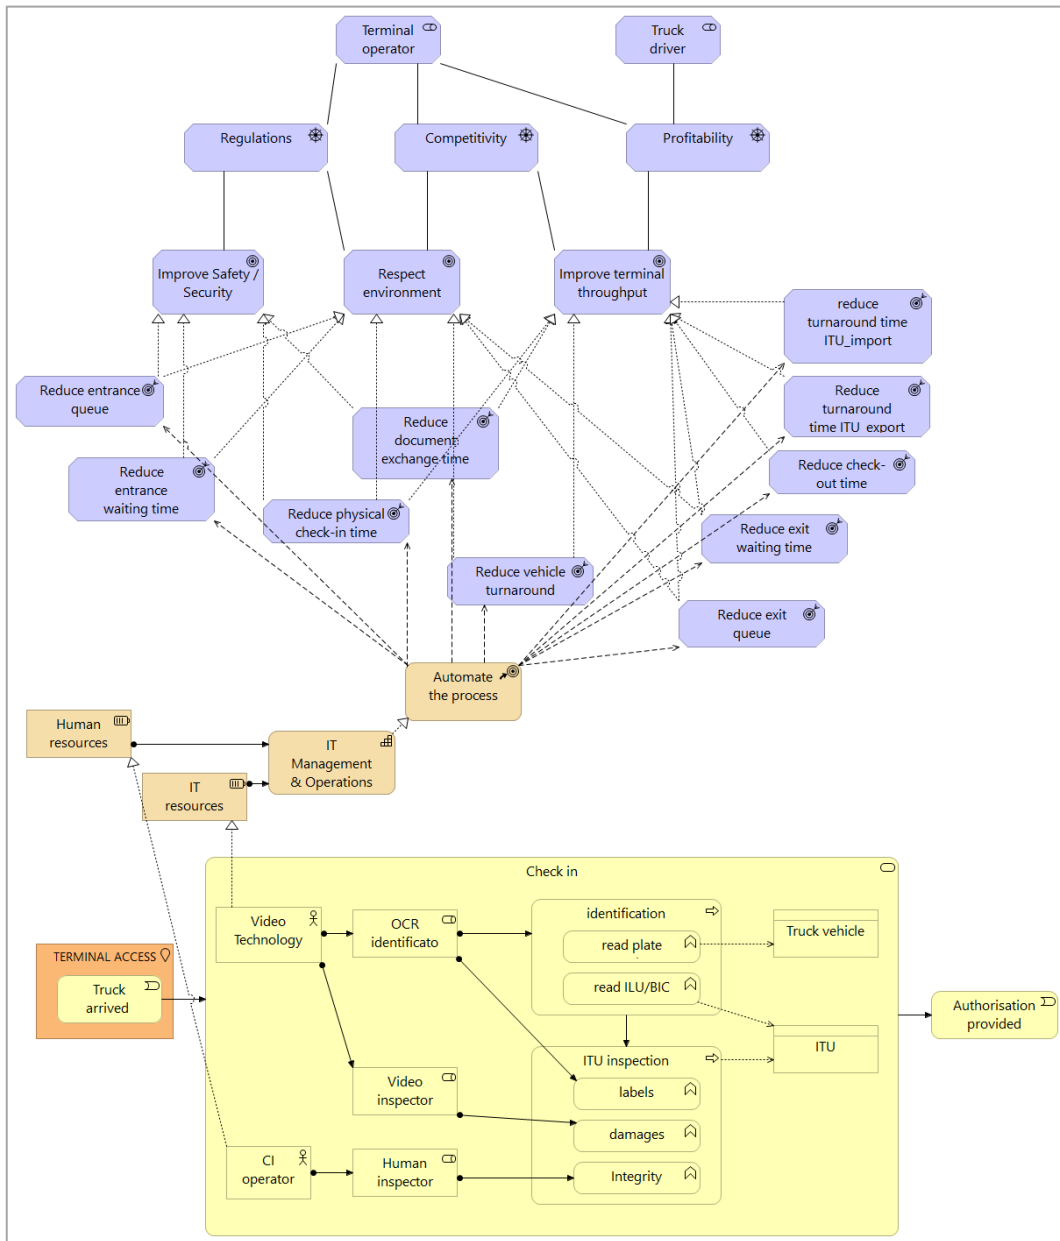 Terminal
operator
Truck
driver
Regulations
Competitivity
Profitability
Improve Safety /
Security
Respect
environment
Improve terminal
throughput
reduce
turnaround time
ITU_import
Reduce entrance
queue
Reduce
turnaround
time ITU_export
Reduce
document
exchange time
Reduce
entrance
waiting time
Reduce check-
out time
Reduce physical
check-in time
Reduce exit
waiting time
Reduce vehicle
turnaround
Reduce exit
queue
Automate
the process
Human
resources
IT
Management
& Operations
IT
resources
Check in
Video
Technology
OCR
identificato
identification
read plate
Truck vehicle
read ILU/BIC
TERMINAL ACCESS
Truck
arrived
Authorisation
provided
ITU
ITU inspection
labels
Video
inspector
damages
CI
operator
Human
inspector
Integrity